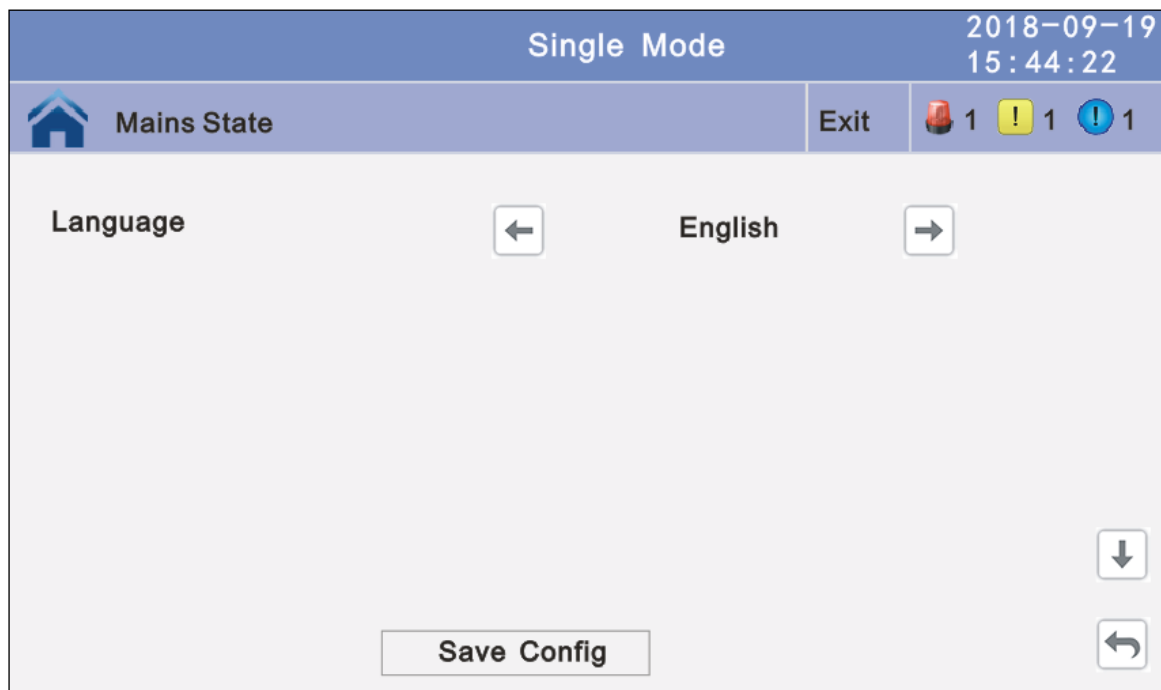 Single Mode
2018-09-19
15:44:22
Mains State
Exit
1
! 1
! 1
Language
English
Save Config